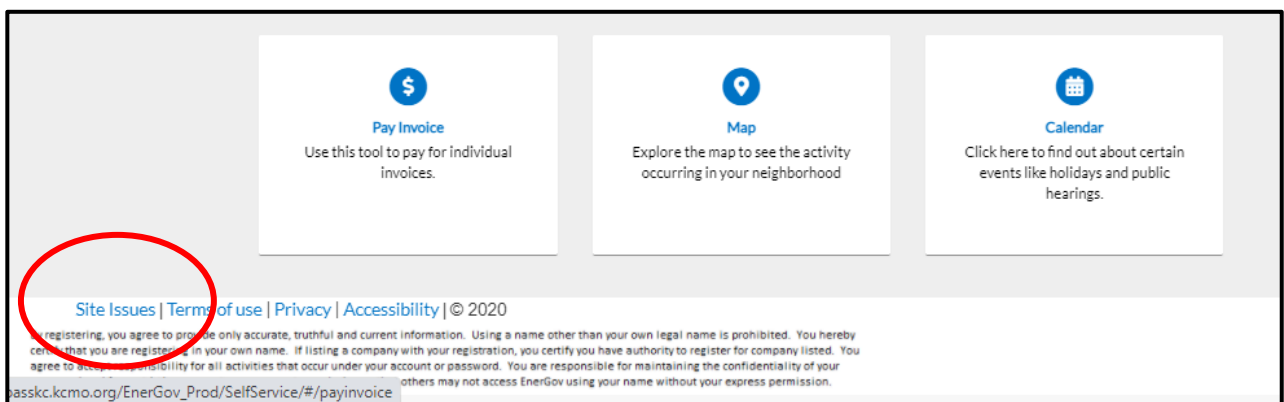 Pay Invoice
Use this tool to pay for individual
invoices.
Map
Explore the map to see the activity
occurring in your neighborhood
Calendar
Click here to find out about certain
events like holidays and public
hearings.
Site Issues | Terms of use | Privacy | Accessibility | © 2020
registering, you agree to provide only accurate, truthful and current information. Using a name other than your own legal name is prohibited. You hereby
certify that you are registering in your own name. If listing a company with your registration, you certify you have authority to register for company listed. You
agree to accept responsibility for all activities that occur under your account or password. You are responsible for maintaining the confidentiality of your
others may not access EnerGov using your name without your express permission.
passkc.kcmo.org/EnerGov_Prod/SelfService/#/payinvoice